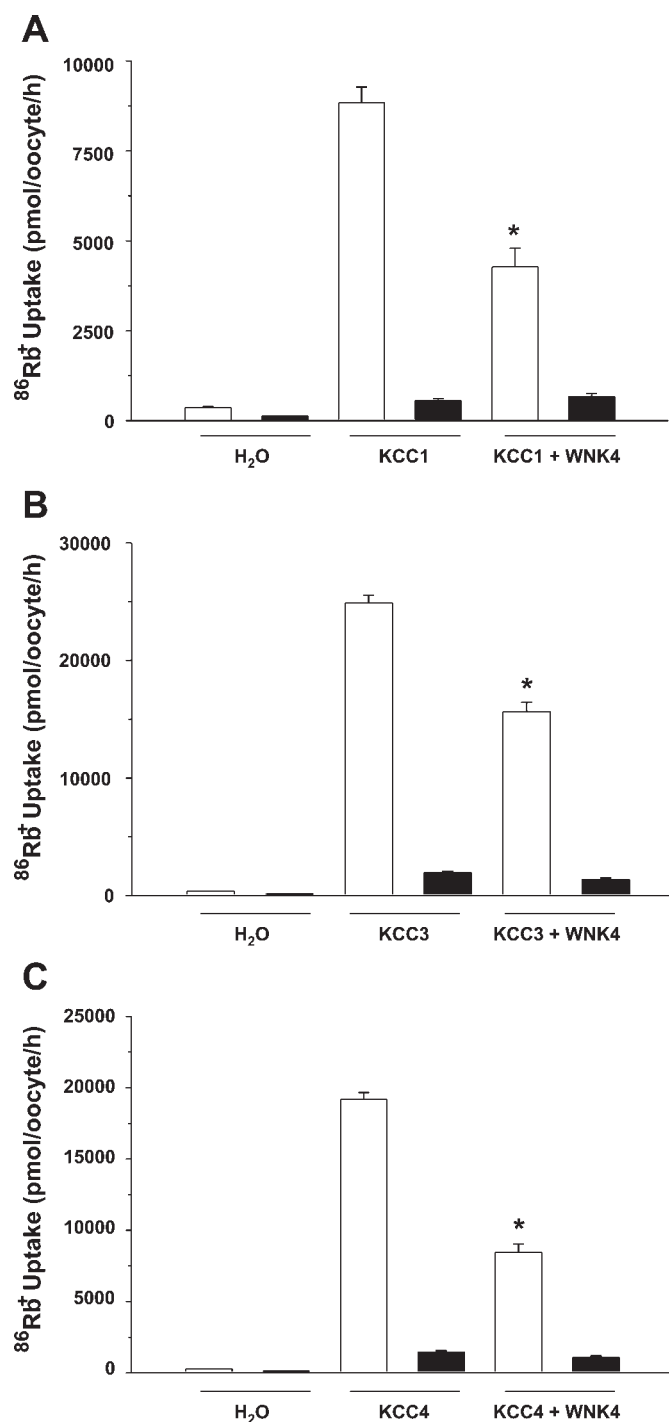 A
⁸⁶Rb⁺ Uptake (pmol/oocyte/h)
10000
7500
5000
2500
0
*
H₂O KCC1 KCC1 + WNK4
B
⁸⁶Rb⁺ Uptake (pmol/oocyte/h)
30000
20000
10000
0
*
H₂O KCC3 KCC3 + WNK4
C
⁸⁶Rb⁺ Uptake (pmol/oocyte/h)
25000
20000
15000
10000
5000
0
*
H₂O KCC4 KCC4 + WNK4